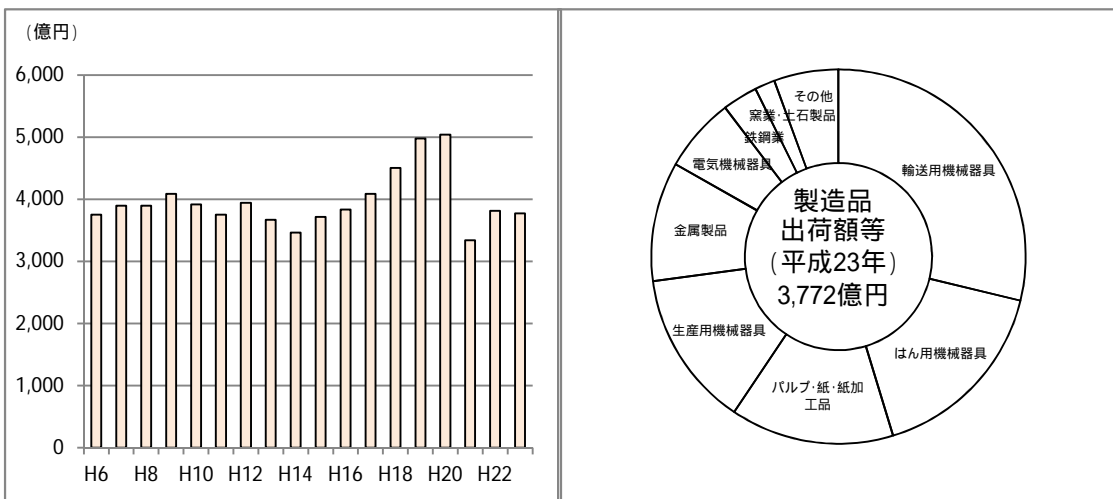 (億円)
6,000
5,000
4,000
3,000
2,000
1,000
0
H6 H8 H10 H12 H14 H16 H18 H20 H22
その他
窯業・土石製品
鉄鋼業
電気機械器具
金属製品
生産用機械器具
パルプ・紙・紙加
工品
はん用機械器具
輸送用機械器具
製造品
出荷額等
(平成23年)
3,772億円